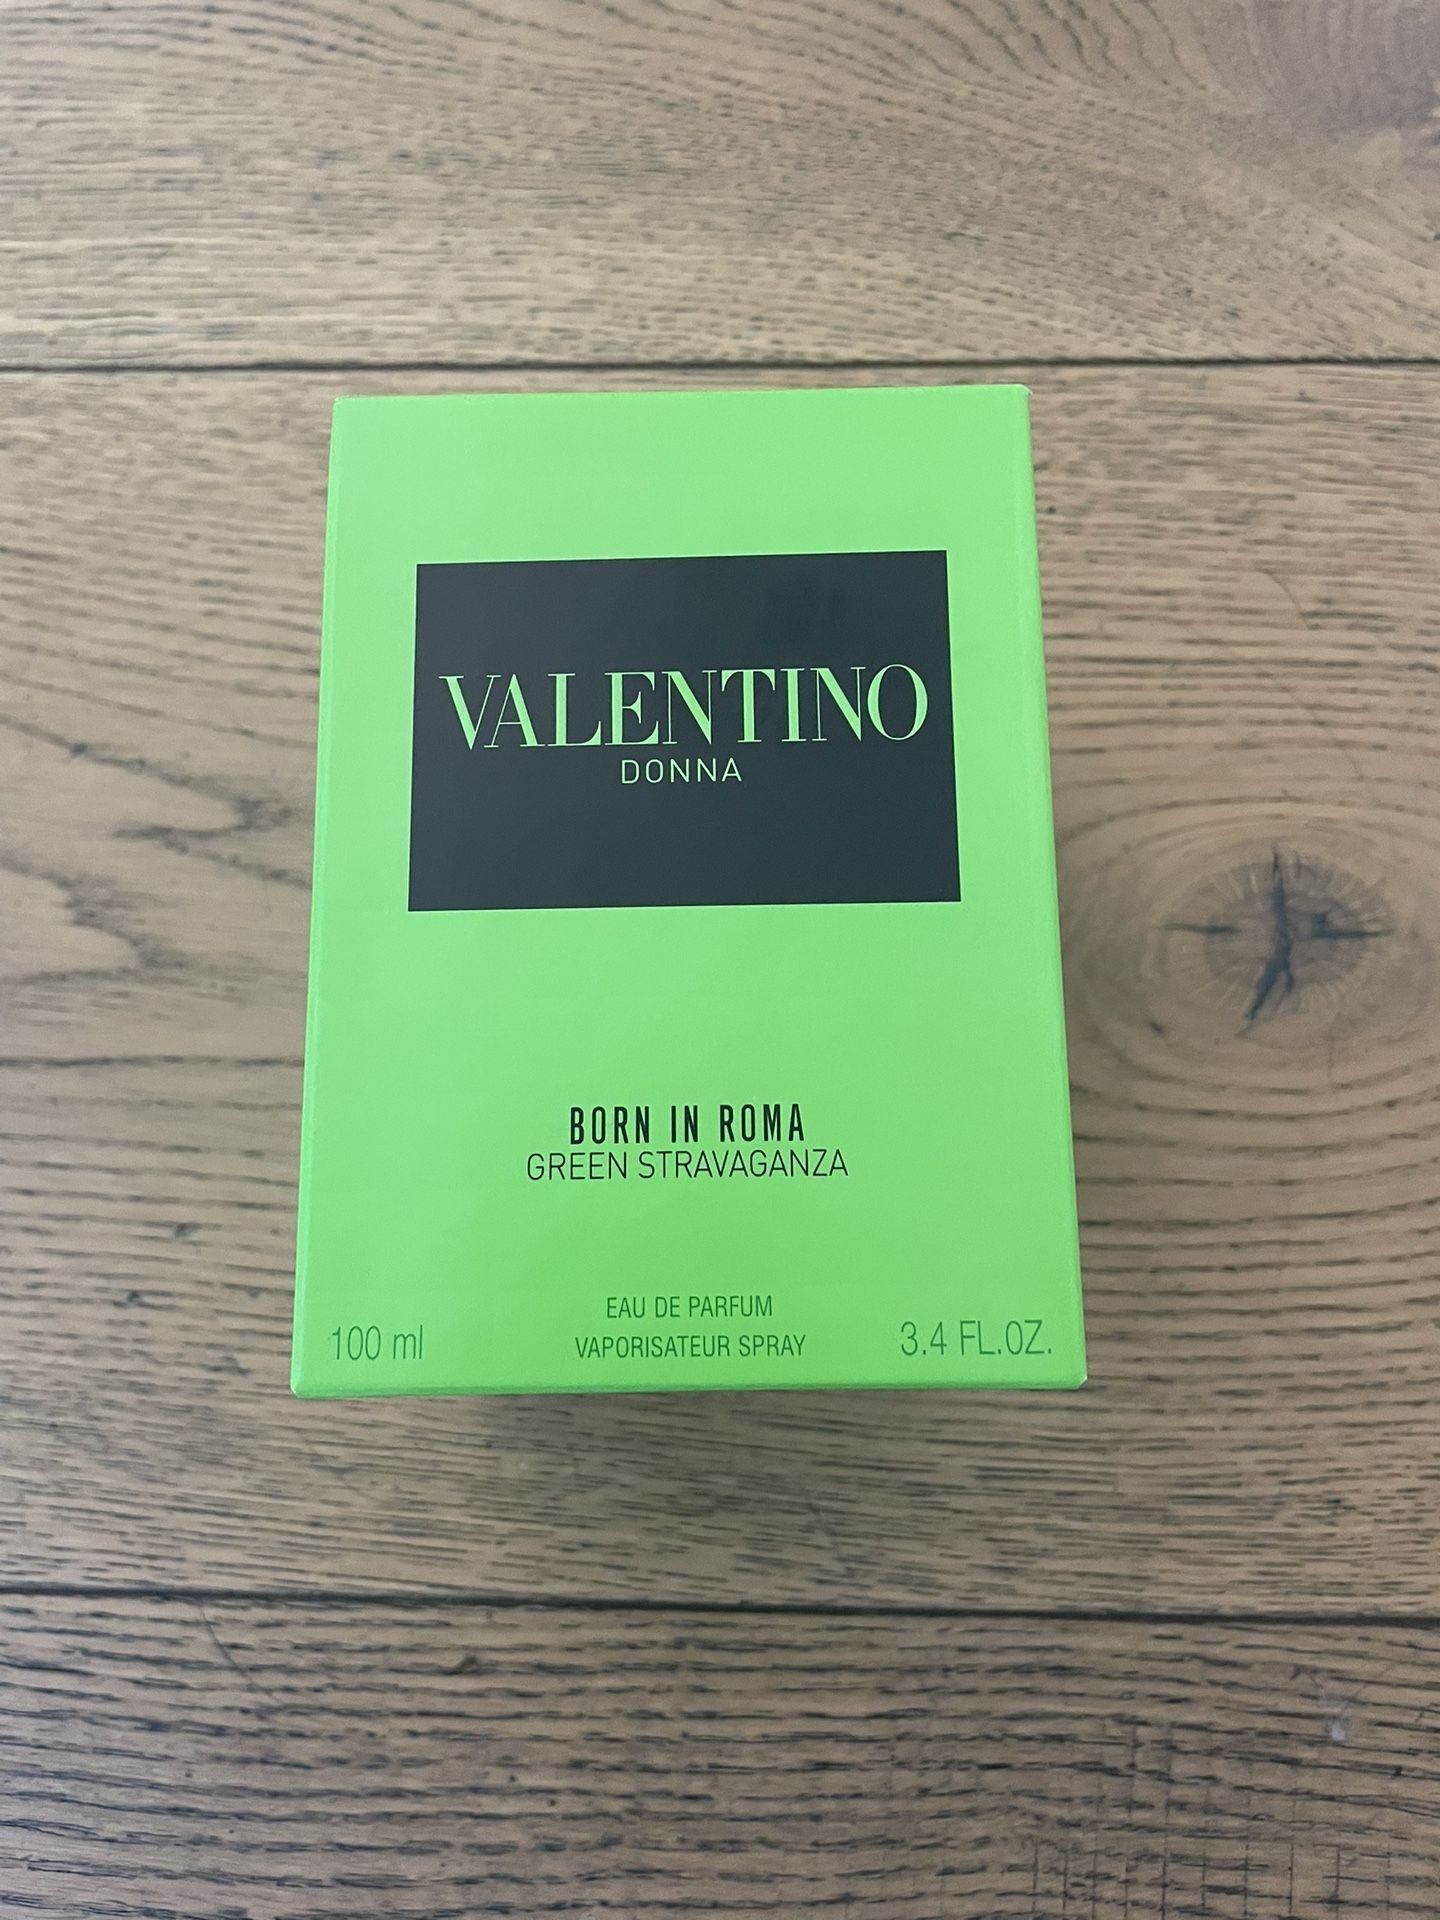 VALENTINO
DONNA
BORN IN ROMA
GREEN STRAVAGANZA
EAU DE PARFUM
100 ml VAPORISATEUR SPRAY 3.4 FL.OZ.